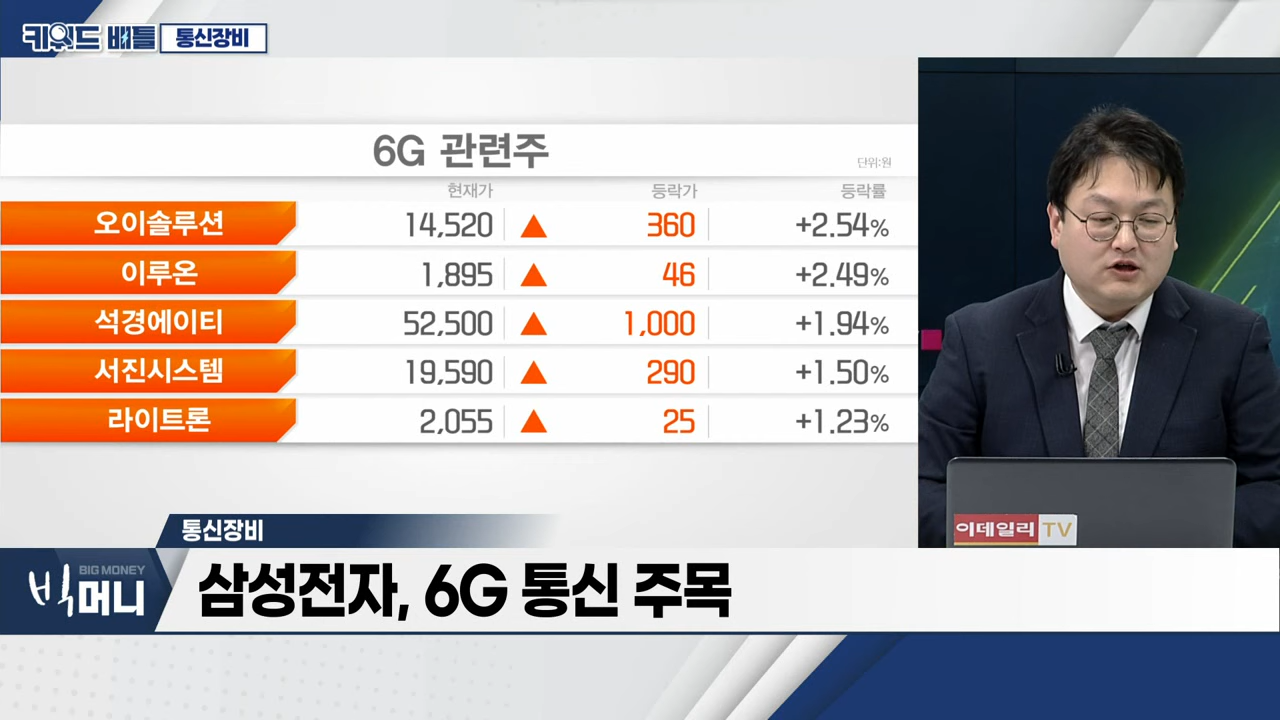 키워드 배틀 통신장비
6G 관련주
단위:원
현재가 등락가 등락률
오이솔루션 14,520 ▲ 360 +2.54%
이루온 1,895 ▲ 46 +2.49%
석경에이티 52,500 ▲ 1,000 +1.94%
서진시스템 19,590 ▲ 290 +1.50%
라이트론 2,055 ▲ 25 +1.23%
이데일리TV
통신장비
BIG MONEY
빅머니
삼성전자, 6G 통신 주목